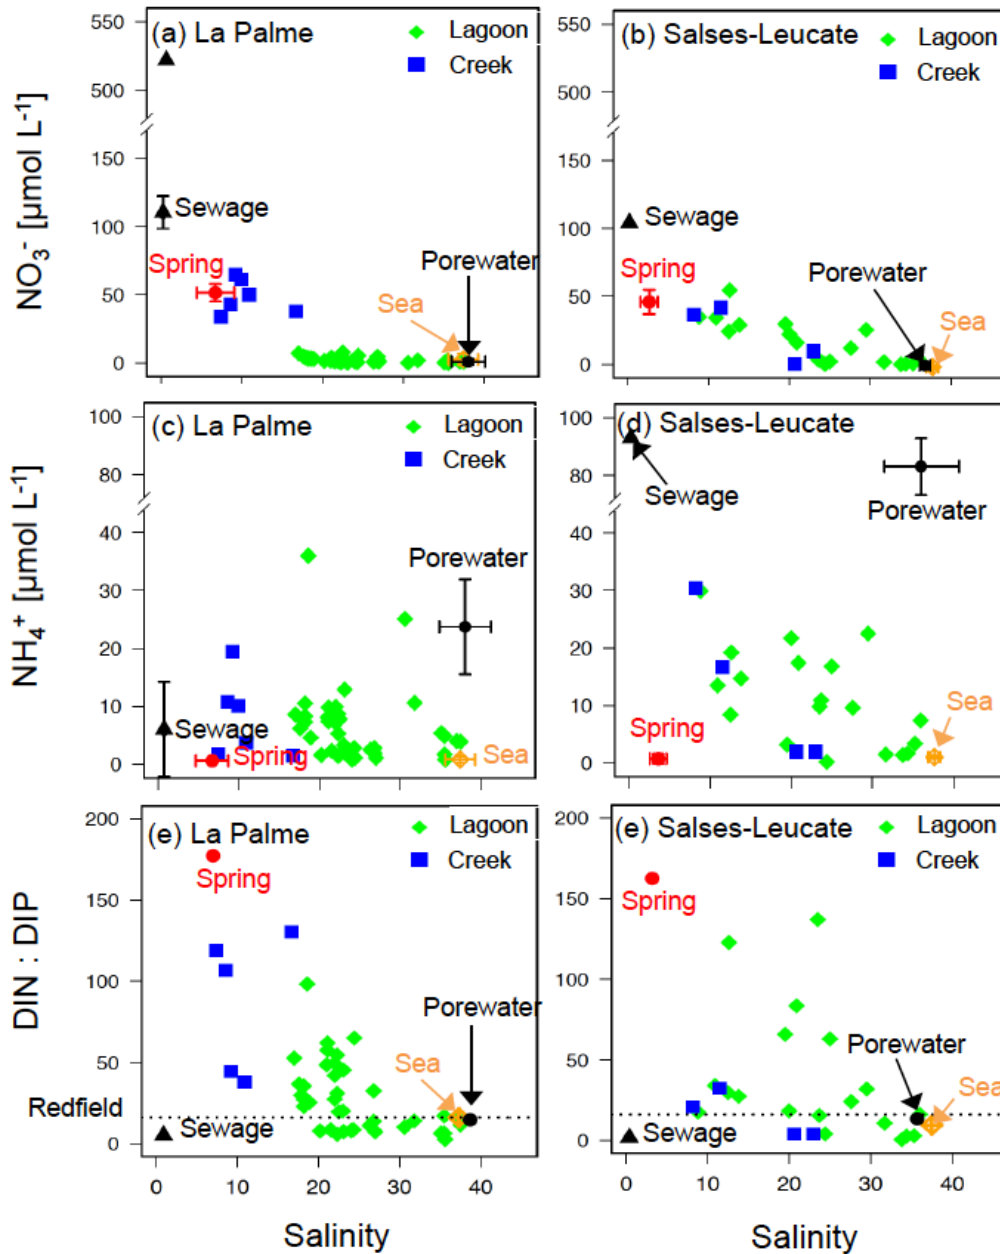 (a) La Palme
Lagoon
Creek
550
500
150
100
50
0
Sewage
Spring
Sea
Porewater
NO3- [µmol L-1]
(b) Salses-Leucate
Lagoon
Creek
550
500
150
100
50
0
Sewage
Spring
Porewater
Sea
(c) La Palme
Lagoon
Creek
100
80
40
30
20
10
0
Porewater
Sewage
Spring
Sea
NH4+ [µmol L-1]
(d) Salses-Leucate
100
80
40
30
20
10
0
Sewage
Porewater
Spring
Sea
(e) La Palme
Lagoon
Creek
200
150
100
50
0
Spring
Porewater
Sea
Redfield
Sewage
DIN : DIP
0 10 20 30 40
Salinity
(e) Salses-Leucate
Lagoon
Creek
200
150
100
50
0
Spring
Porewater
Sea
Sewage
0 10 20 30 40
Salinity